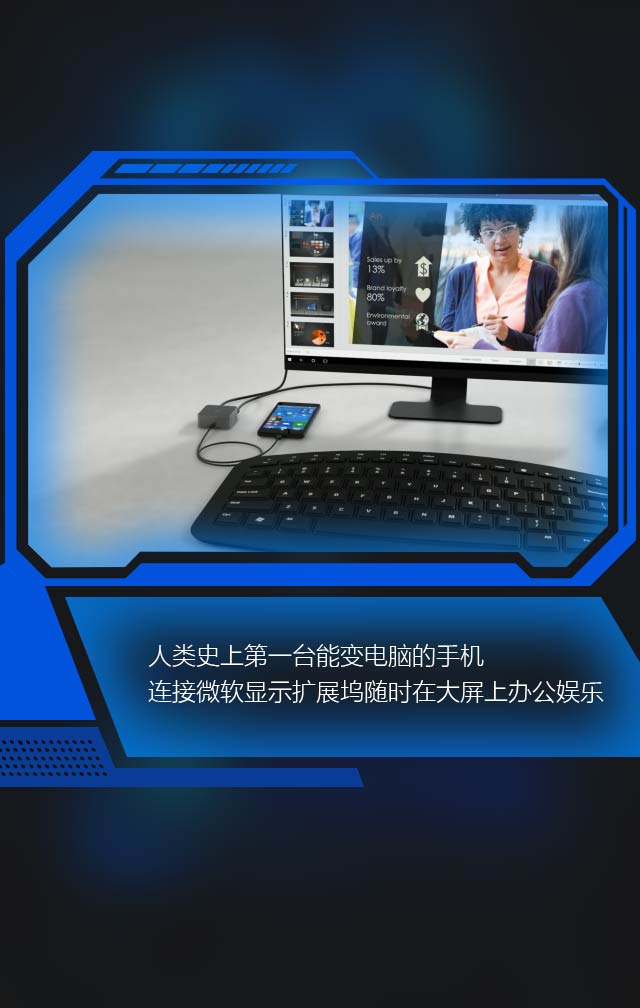 An
Sales up by
13%
Brand loyalty
80%
Environmental
award
人类史上第一台能变电脑的手机
连接微软显示扩展坞随时在大屏上办公娱乐